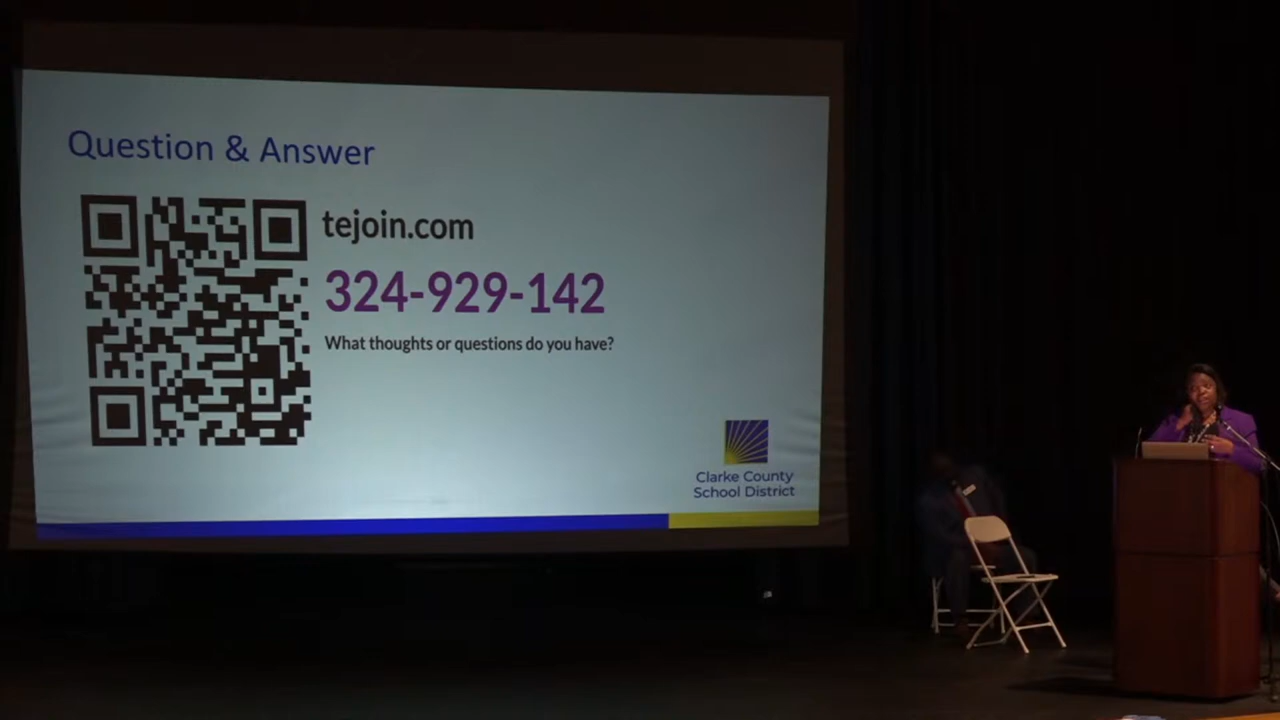 Question & Answer
tejoin.com
324-929-142
What thoughts or questions do you have?
Clarke County
School District